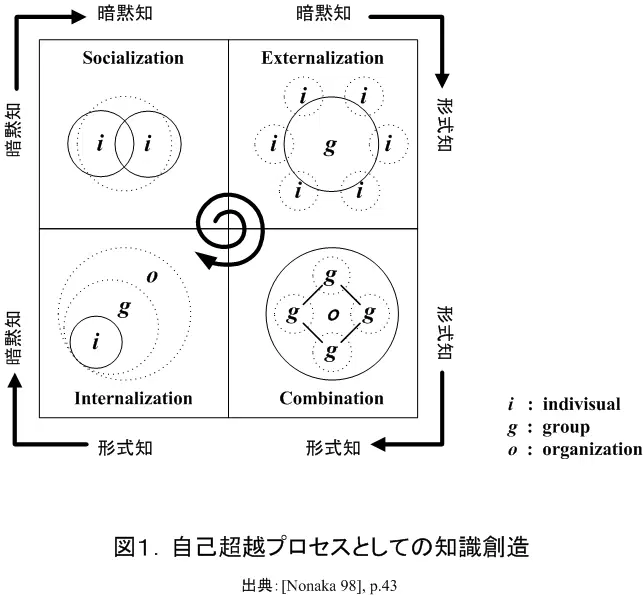 暗黙知
暗黙知
暗黙知
形式知
Socialization
Externalization
i
i
i
i
i
g
i
i
i
o
g
i
g
g
o
g
g
暗黙知
形式知
Internalization
Combination
形式知
形式知
i : indivisual
g : group
o : organization
図1. 自己超越プロセスとしての知識創造
出典: [Nonaka 98], p.43